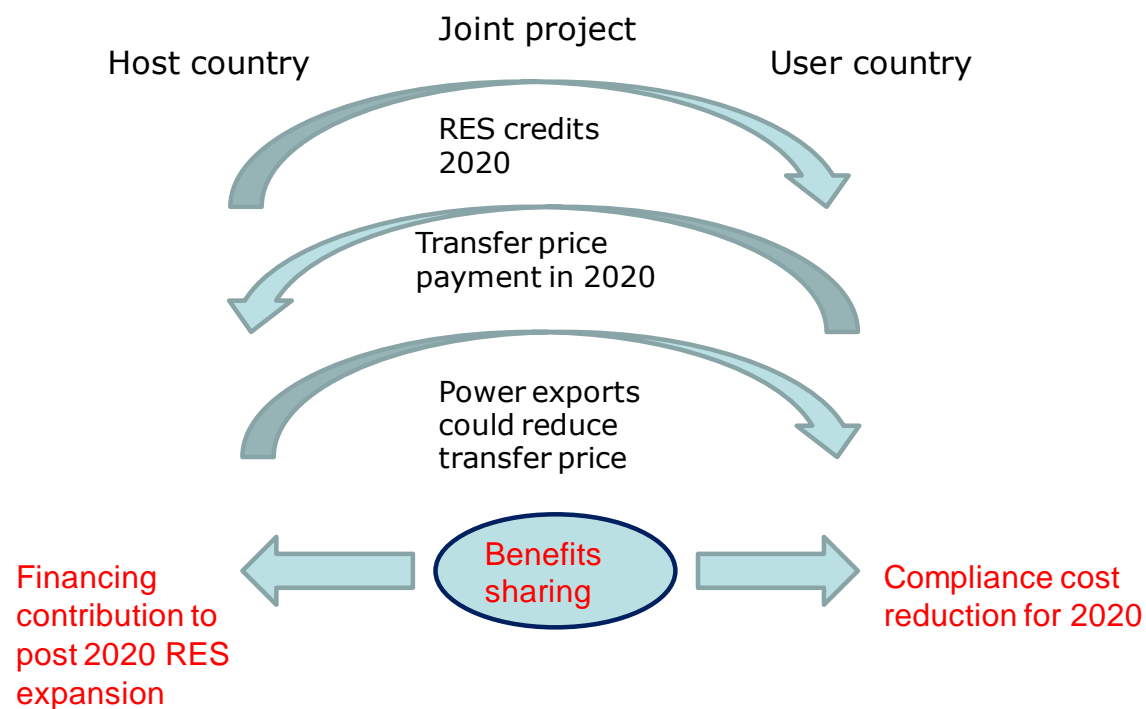 Joint project
Host country
User country
RES credits
2020
Transfer price
payment in 2020
Power exports
could reduce
transfer price
Benefits
sharing
Financing
contribution to
post 2020 RES
expansion
Compliance cost
reduction for 2020